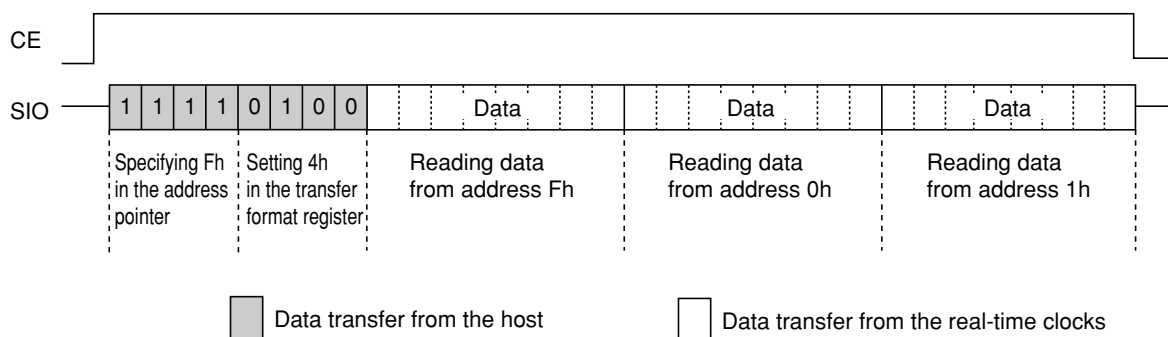 CE
SIO
1 1 1 1 0 1 0 0 Data Data Data
Specifying Fh
in the address
pointer
Setting 4h
in the transfer
format register
Reading data
from address Fh
Reading data
from address 0h
Reading data
from address 1h
Data transfer from the host
Data transfer from the real-time clocks